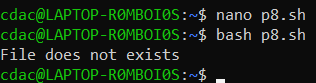 cdac@LAPTOP-R0MBOI0S:~$ nano p8.sh
cdac@LAPTOP-R0MBOI0S:~$ bash p8.sh
File does not exists
cdac@LAPTOP-R0MBOI0S:~$